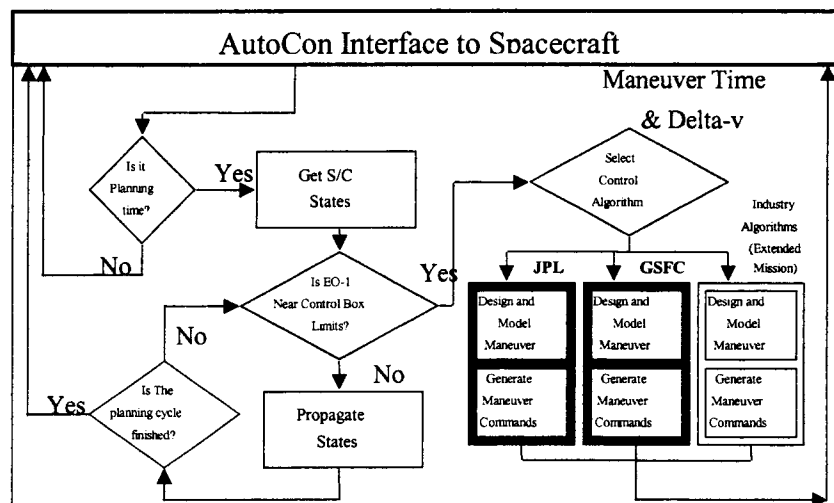 AutoCon Interface to Spacecraft
Maneuver Time
& Delta-v
Is it
Planning
time?
Yes
No
Get S/C
States
Select
Control
Algorithm
Industry
Algorithms
(Extended
Mission)
Is EO-1
Near Control Box
Limits?
Yes
No
No
JPL
GSFC
Design and
Model
Maneuver
Generate
Maneuver
Commands
Design and
Model
Maneuver
Generate
Maneuver
Commands
Design and
Model
Maneuver
Generate
Maneuver
Commands
Is The
planning cycle
finished?
Yes
Propagate
States